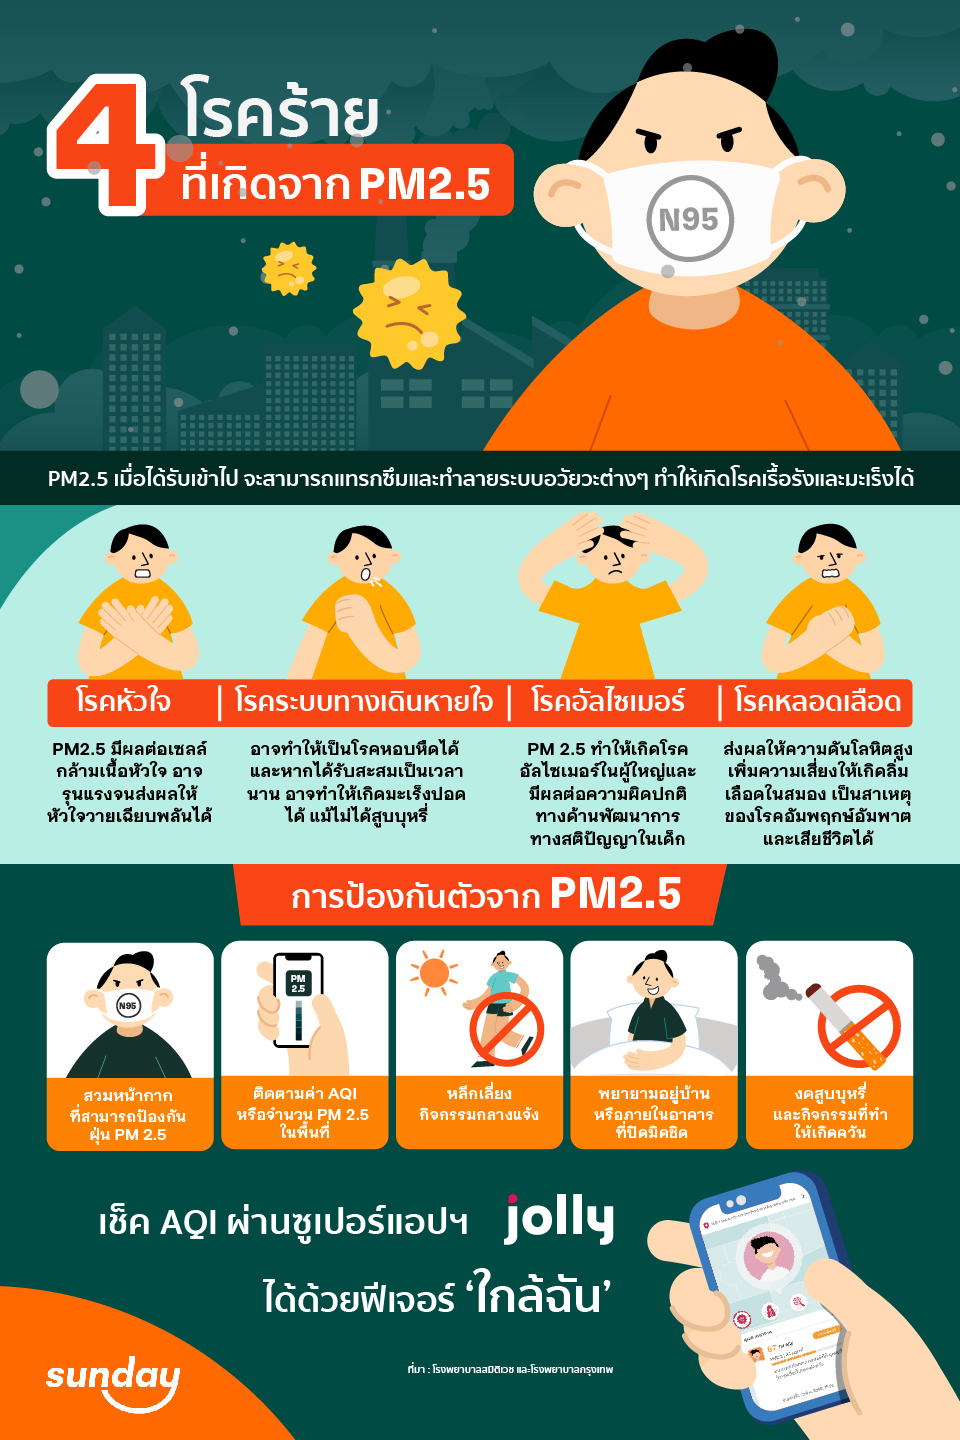 4 โรคร้าย
ที่เกิดจาก PM2.5
N95
PM2.5 เมื่อได้รับเข้าไป จะสามารถแทรกซึมและทำลายระบบอวัยวะต่างๆ ทำให้เกิดโรคเรื้อรังและมะเร็งได้
โรคหัวใจ
PM2.5 มีผลต่อเซลล์
กล้ามเนื้อหัวใจ อาจ
รุนแรงจนส่งผลให้
หัวใจวายเฉียบพลันได้
โรคระบบทางเดินหายใจ
อาจทำให้เป็นโรคหอบหืดได้
และหากได้รับสะสมเป็นเวลา
นาน อาจทำให้เกิดมะเร็งปอด
ได้ แม้ไม่ได้สูบบุหรี่
โรคอัลไซเมอร์
PM 2.5 ทำให้เกิดโรค
อัลไซเมอร์ในผู้ใหญ่และ
มีผลต่อความผิดปกติ
ทางด้านพัฒนาการ
ทางสติปัญญาในเด็ก
โรคหลอดเลือด
ส่งผลให้ความดันโลหิตสูง
เพิ่มความเสี่ยงให้เกิดลิ่ม
เลือดในสมอง เป็นสาเหตุ
ของโรคอัมพฤกษ์อัมพาต
และเสียชีวิตได้
การป้องกันตัวจาก PM2.5
N95
สวมหน้ากาก
ที่สามารถป้องกัน
ฝุ่น PM 2.5
PM
2.5
ติดตามค่า AQI
หรือจำนวน PM 2.5
ในพื้นที่
หลีกเลี่ยง
กิจกรรมกลางแจ้ง
พยายามอยู่บ้าน
หรือภายในอาคาร
ที่ปิดมิดชิด
งดสูบบุหรี่
และกิจกรรมที่ทำ
ให้เกิดควัน
เช็ค AQI ผ่านซูเปอร์แอปฯ jolly
ได้ด้วยฟีเจอร์ ‘ใกล้ฉัน’
67
sunday
ที่มา : โรงพยาบาลสมิติเวช และโรงพยาบาลกรุงเทพ